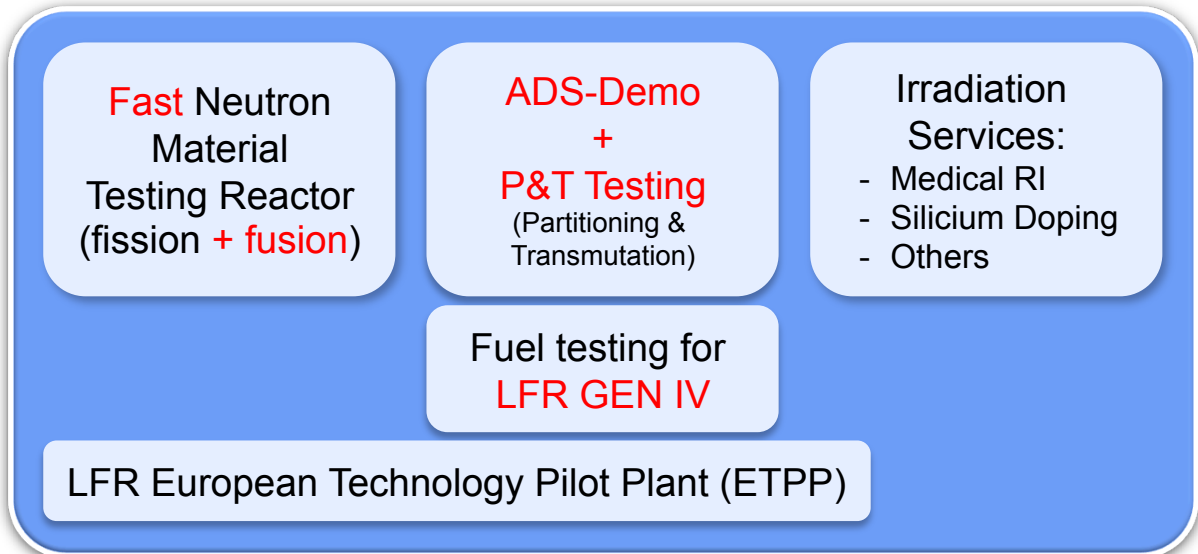 Fast Neutron
Material
Testing Reactor
(fission + fusion)
ADS-Demo
+
P&T Testing
(Partitioning &
Transmutation)
Irradiation
Services:
- Medical RI
- Silicium Doping
- Others
Fuel testing for
LFR GEN IV
LFR European Technology Pilot Plant (ETPP)